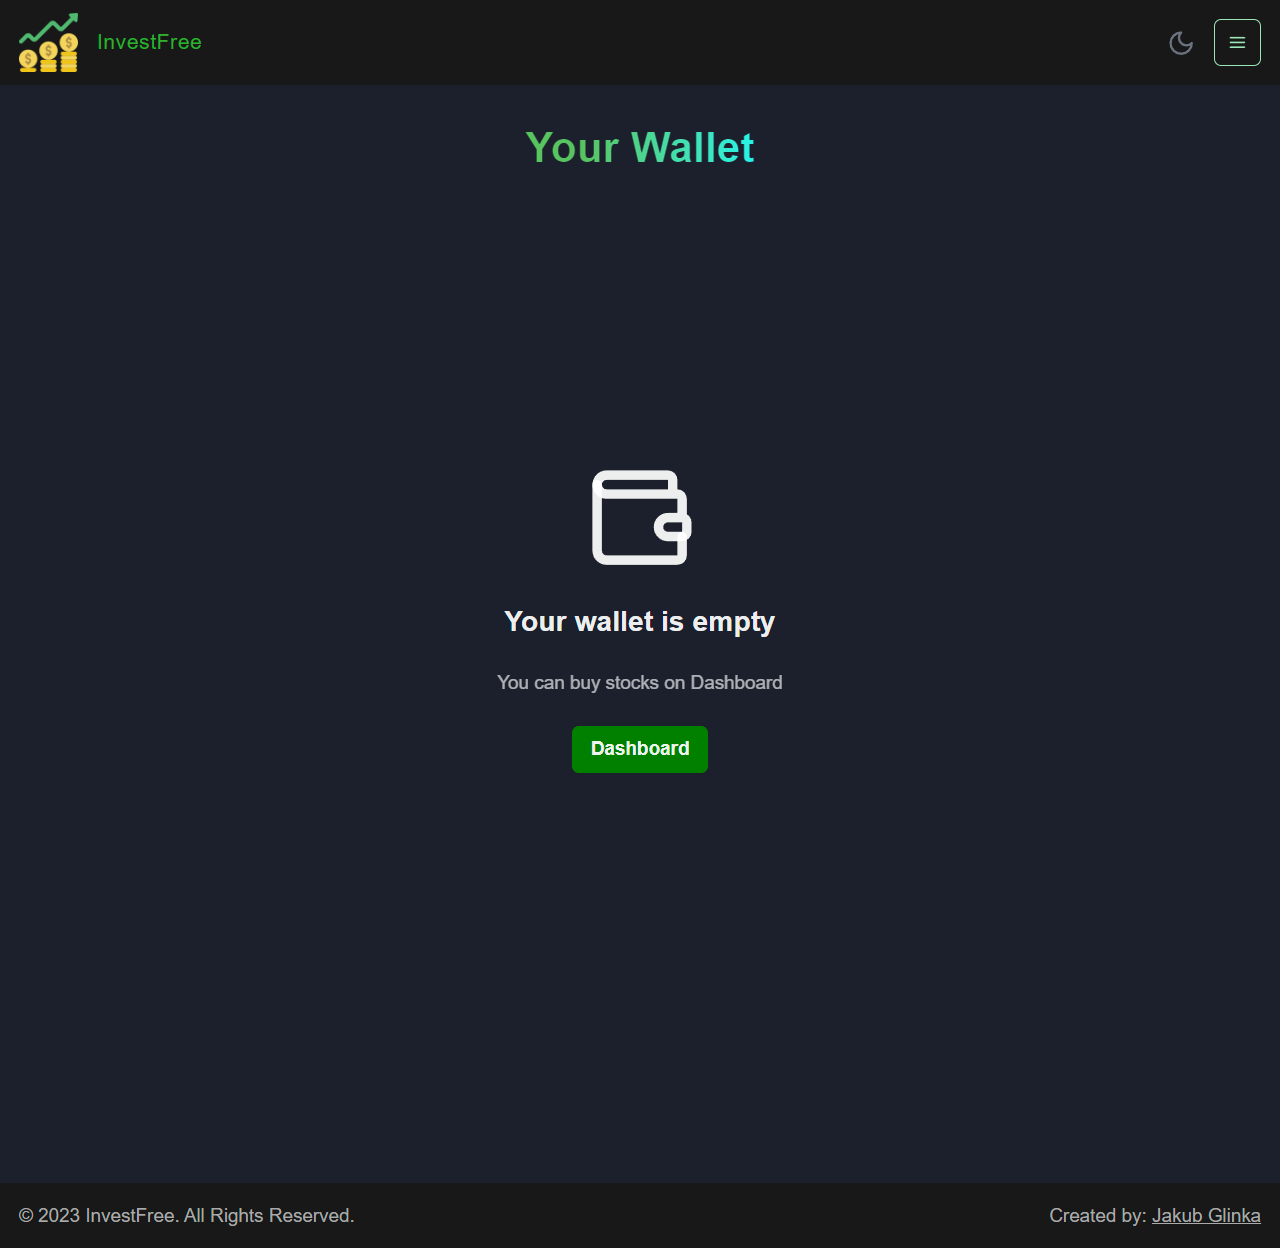 InvestFree
Your Wallet
Your wallet is empty
You can buy stocks on Dashboard
Dashboard
© 2023 InvestFree. All Rights Reserved.
Created by: Jakub Glinka